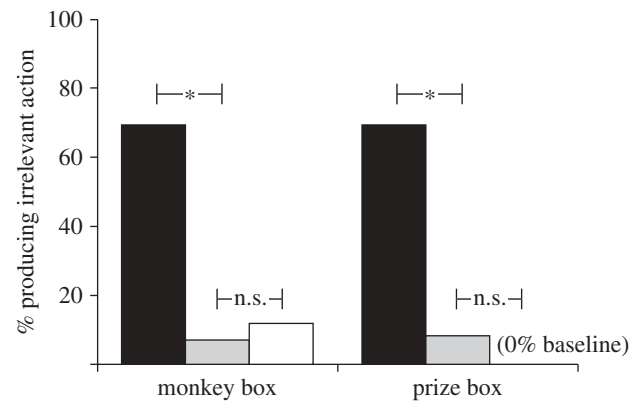 100
80
60
40
20
% producing irrelevant action
*
*
n.s.
n.s.
(0% baseline)
monkey box
prize box